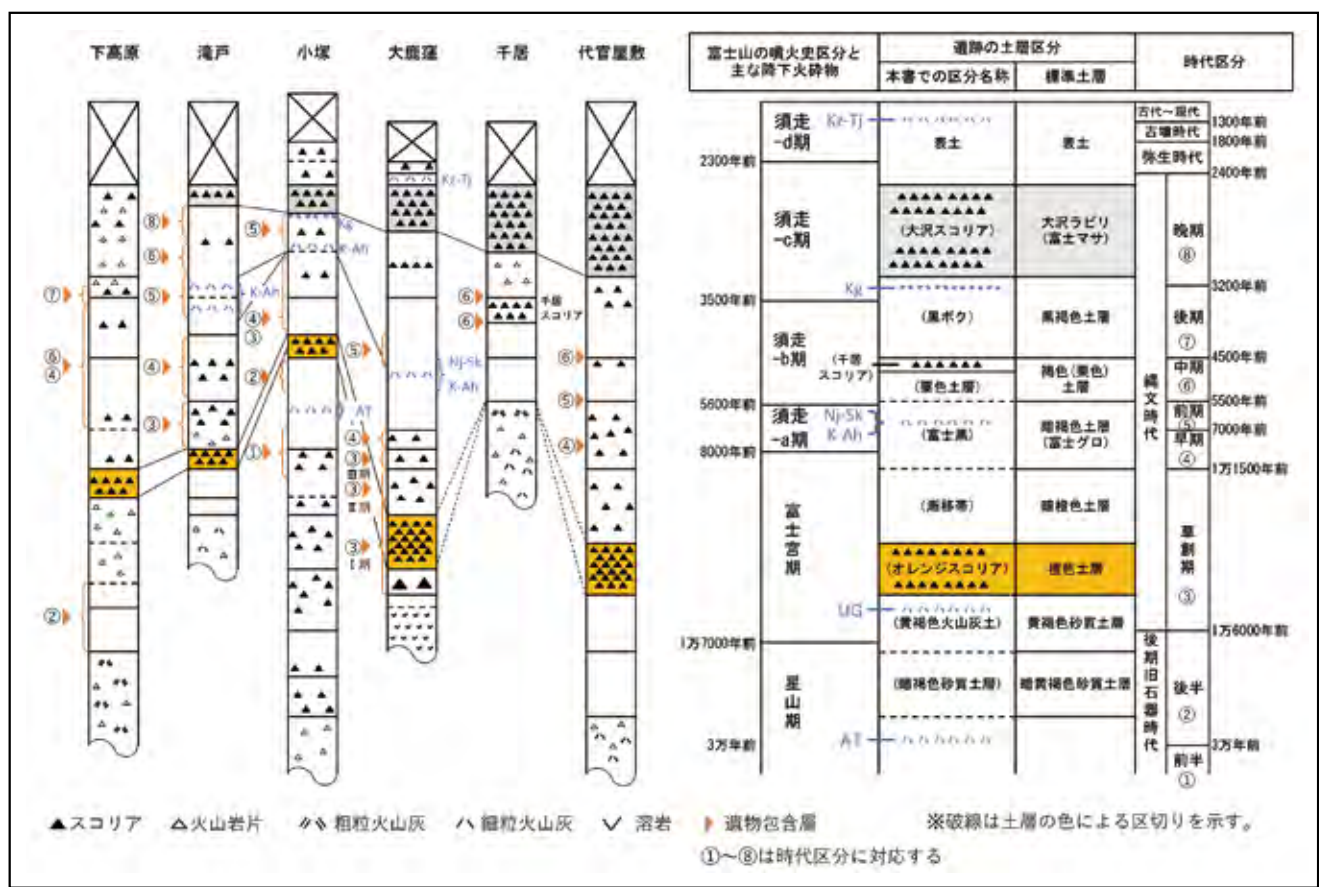 下高原
滝戸
小塚
大鹿窪
千居
代官屋敷
⑦
⑥
④
②
⑧
⑥
⑤
K-Ah
④
③
⑤
Kg
K-Ah
④
③
②
AT
①
Kz-Tj
⑤
Nj-Sk
K-Ah
④
③
Ⅲ期
③
Ⅱ期
③
Ⅰ期
⑥
千居
スコリア
⑥
⑥
⑤
④
富士山の噴火史区分と
主な降下火砕物
遺跡の土層区分
本書での区分名称
標準土層
時代区分
須走
-d期
Kz-Tj
2300年前
須走
-c期
Kg
3500年前
須走
-b期
(千居
スコリア)
5600年前
須走
-a期
Nj-Sk
K-Ah
8000年前
富士宮期
UG
1万7000年前
星山期
AT
3万年前
表土
(大沢スコリア)
(黒ボク)
(栗色土層)
(富士黒)
(漸移帯)
(オレンジスコリア)
(黄褐色火山灰土)
(暗褐色砂質土層)
表土
大沢ラピリ
(富士マサ)
黒褐色土層
褐色(栗色)
土層
暗褐色土層
(富士グロ)
暗橙色土層
橙色土層
黄褐色砂質土層
暗黄褐色砂質土層
古代~現代
1300年前
古墳時代
1800年前
弥生時代
2400年前
縄文時代
晩期
⑧
3200年前
後期
⑦
4500年前
中期
⑥
5500年前
前期
⑤
7000年前
早期
④
1万1500年前
草創期
③
1万6000年前
後期旧石器時代
後半
②
3万年前
前半
①
スコリア
火山岩片
粗粒火山灰
細粒火山灰
溶岩
遺物包含層
※破線は土層の色による区切りを示す。
①~⑧は時代区分に対応する